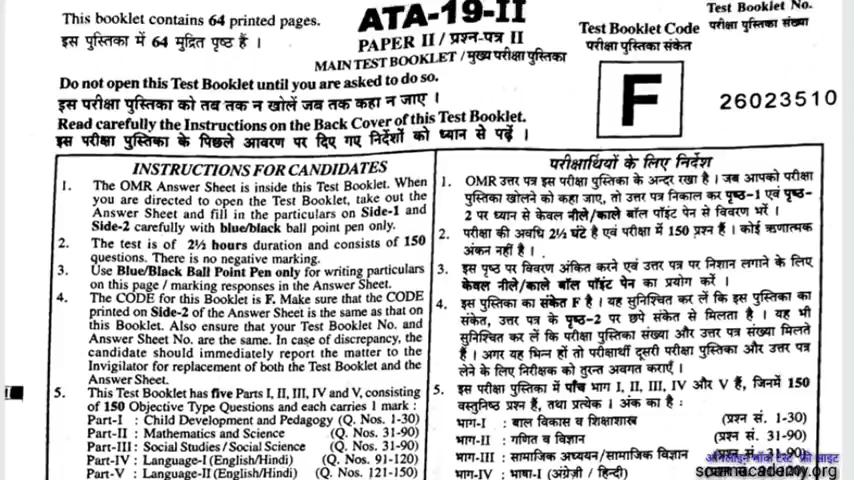 This booklet contains 64 printed pages.
इस पुस्तिका में 64 मुद्रित पृष्ठ हैं ।
ATA-19-II
PAPER II / प्रश्न-पत्र II
MAIN TEST BOOKLET / मुख्य परीक्षा पुस्तिका
Test Booklet No.
परीक्षा पुस्तिका संख्या
Test Booklet Code
परीक्षा पुस्तिका संकेत
F
26023510
Do not open this Test Booklet until you are asked to do so.
इस परीक्षा पुस्तिका को तब तक न खोलें जब तक कहा न जाए ।
Read carefully the Instructions on the Back Cover of this Test Booklet.
इस परीक्षा पुस्तिका के पिछले आवरण पर दिए गए निर्देशों को ध्यान से पढ़ें ।
INSTRUCTIONS FOR CANDIDATES
1. The OMR Answer Sheet is inside this Test Booklet. When
you are directed to open the Test Booklet, take out the
Answer Sheet and fill in the particulars on Side-1 and
Side-2 carefully with blue/black ball point pen only.
2. The test is of 2½ hours duration and consists of 150
questions. There is no negative marking.
3. Use Blue/Black Ball Point Pen only for writing particulars
on this page / marking responses in the Answer Sheet.
4. The CODE for this Booklet is F. Make sure that the CODE
printed on Side-2 of the Answer Sheet is the same as that on
this Booklet. Also ensure that your Test Booklet No. and
Answer Sheet No. are the same. In case of discrepancy, the
candidate should immediately report the matter to the
Invigilator for replacement of both the Test Booklet and the
Answer Sheet.
5. This Test Booklet has five Parts I, II, III, IV and V, consisting
of 150 Objective Type Questions and each carries 1 mark :
Part-I : Child Development and Pedagogy (Q. Nos. 1-30)
Part-II : Mathematics and Science (Q. Nos. 31-90)
Part-III : Social Studies / Social Science (Q. Nos. 31-90)
Part-IV : Language-I (English/Hindi) (Q. Nos. 91-120)
Part-V : Language-II (English/Hindi) (Q. Nos. 121-150)
परीक्षार्थियों के लिए निर्देश
1. OMR उत्तर पत्र इस परीक्षा पुस्तिका के अन्दर रखा है । जब आपको परीक्षा
पुस्तिका खोलने को कहा जाए, तो उत्तर पत्र निकाल कर पृष्ठ-1 एवं पृष्ठ-
2 पर ध्यान से केवल नीले/काले बॉल पॉइंट पेन से विवरण भरें ।
2. परीक्षा की अवधि 2½ घंटे है एवं परीक्षा में 150 प्रश्न हैं । कोई ऋणात्मक
अंकन नहीं है ।
3. इस पृष्ठ पर विवरण अंकित करने एवं उत्तर पत्र पर निशान लगाने के लिए
केवल नीले/काले बॉल पॉइंट पेन का प्रयोग करें ।
4. इस पुस्तिका का संकेत F है । यह सुनिश्चित कर लें कि इस पुस्तिका का
संकेत, उत्तर पत्र के पृष्ठ-2 पर छपे संकेत से मिलता है । यह भी
सुनिश्चित कर लें कि परीक्षा पुस्तिका संख्या और उत्तर पत्र संख्या मिलते
हैं । अगर यह भिन्न हों तो परीक्षार्थी दूसरी परीक्षा पुस्तिका और उत्तर पत्र
लेने के लिए निरीक्षक को तुरन्त अवगत कराएँ ।
5. इस परीक्षा पुस्तिका में पाँच भाग I, II, III, IV और V हैं, जिनमें 150
वस्तुनिष्ठ प्रश्न हैं, तथा प्रत्येक 1 अंक का है :
भाग-I : बाल विकास व शिक्षाशास्त्र (प्रश्न सं. 1-30)
भाग-II : गणित व विज्ञान (प्रश्न सं. 31-90)
भाग-III : सामाजिक अध्ययन/सामाजिक विज्ञान
भाग-IV : भाषा-I (अंग्रेज़ी / हिन्दी)
ऑनलाइन मॉक टेस्ट फ्री साइट